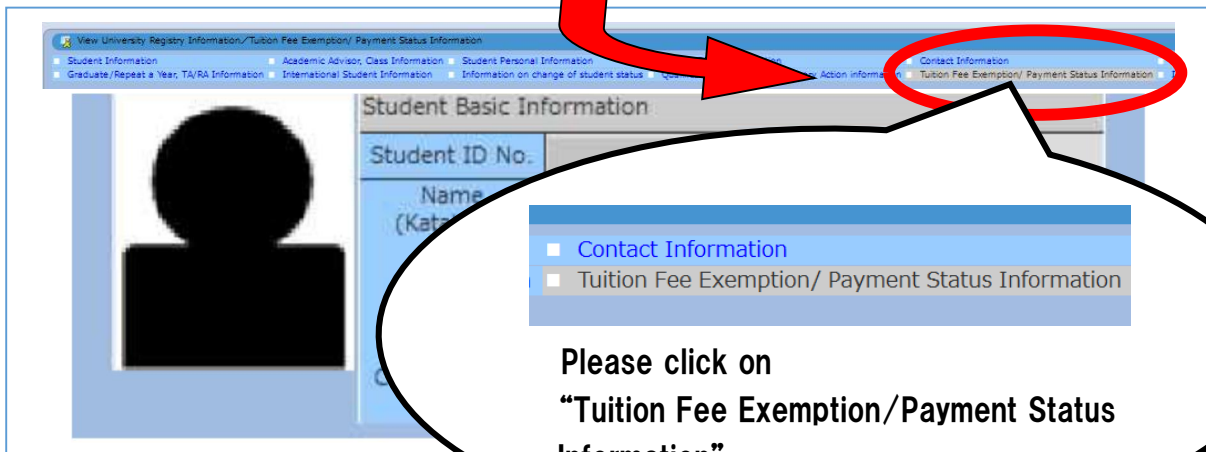 View University Registry Information／Tuition Fee Exemption/ Payment Status Information
Student Information Academic Advisor, Class Information Student Personal Information Contact Information
Graduate/Repeat a Year, TA/RA Information International Student Information Information on change of student status Action information Tuition Fee Exemption/ Payment Status Information
Student Basic Information
Student ID No.
Name
Contact Information
Tuition Fee Exemption/ Payment Status Information
Please click on
“Tuition Fee Exemption/Payment Status
Information”